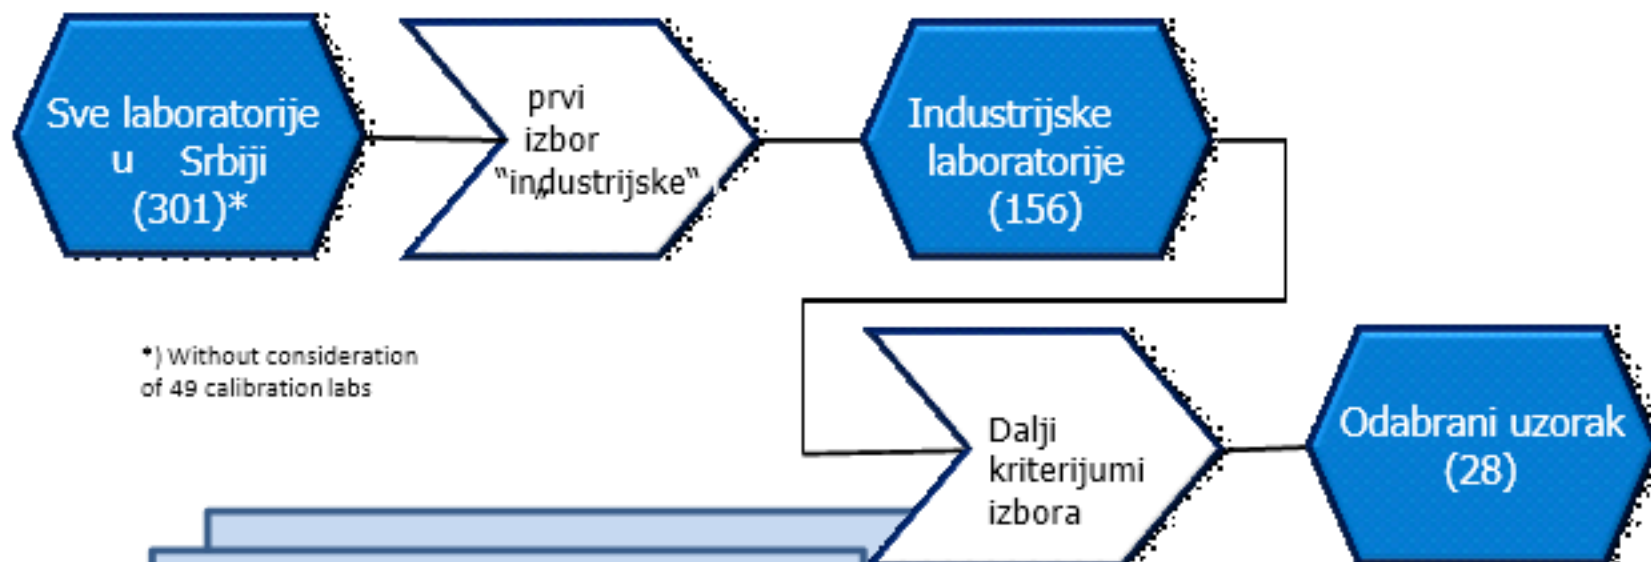 Sve laboratorije
u Srbiji
(301)*
prvi
izbor
“industrijske“
Industrijske
laboratorije
(156)
*) Without consideration
of 49 calibration labs
Dalji
kriterijumi
izbora
Odabrani uzorak
(28)